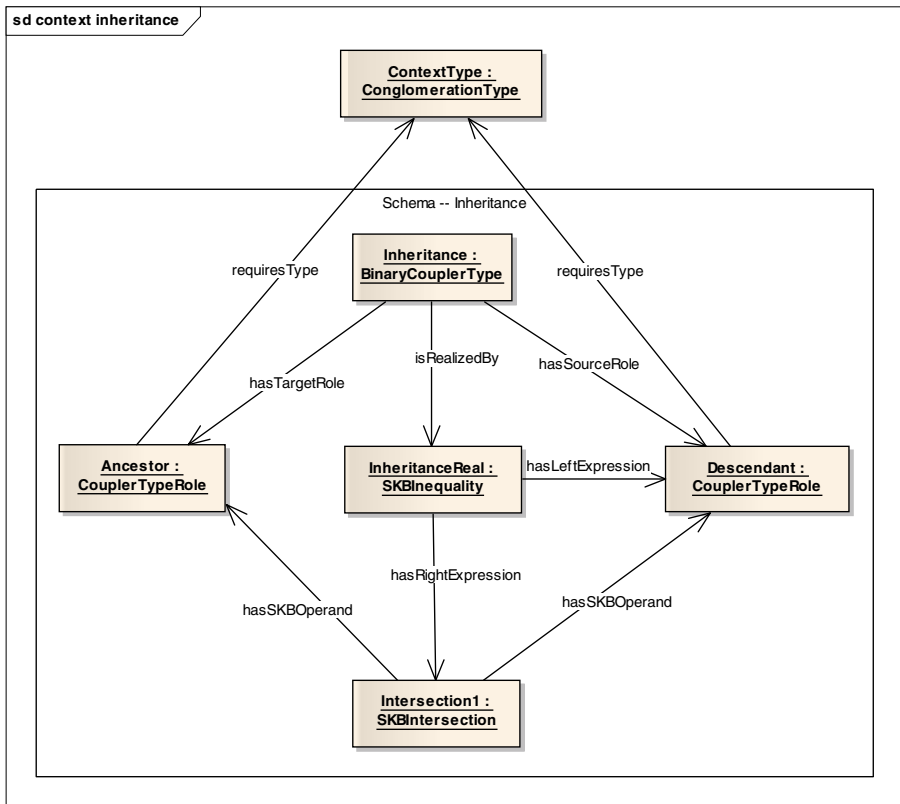 sd context inheritance
ContextType :
ConglomerationType
Schema -- Inheritance
Inheritance :
BinaryCouplerType
requiresType
requiresType
isRealizedBy
hasTargetRole
hasSourceRole
Ancestor :
CouplerTypeRole
InheritanceReal :
SKBInequality
hasLeftExpression
Descendant :
CouplerTypeRole
hasRightExpression
hasSKBOperand
hasSKBOperand
Intersection1 :
SKBIntersection